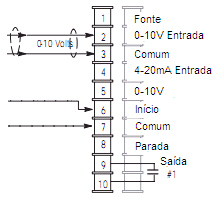 1 Fonte
2 0-10V Entrada
0-10 Volts
3 Comum
4 4-20mA Entrada
5 0-10V
6 Início
7 Comum
8 Parada
9 Saída
#1
10